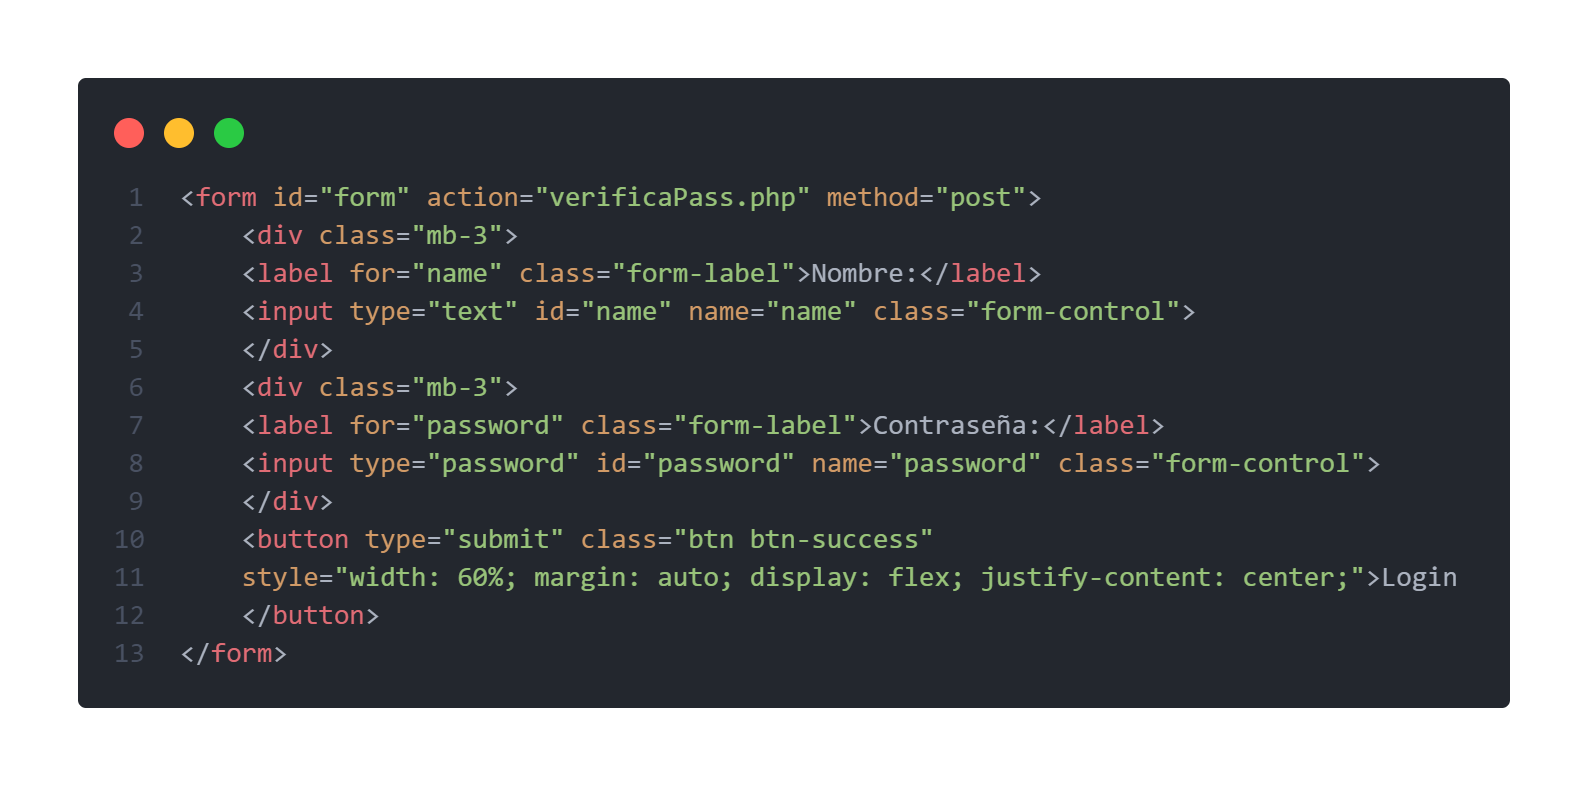 1 <form id="form" action="verificaPass.php" method="post">
2 <div class="mb-3">
3 <label for="name" class="form-label">Nombre:</label>
4 <input type="text" id="name" name="name" class="form-control">
5 </div>
6 <div class="mb-3">
7 <label for="password" class="form-label">Contraseña:</label>
8 <input type="password" id="password" name="password" class="form-control">
9 </div>
10 <button type="submit" class="btn btn-success"
11 style="width: 60%; margin: auto; display: flex; justify-content: center;">Login
12 </button>
13 </form>